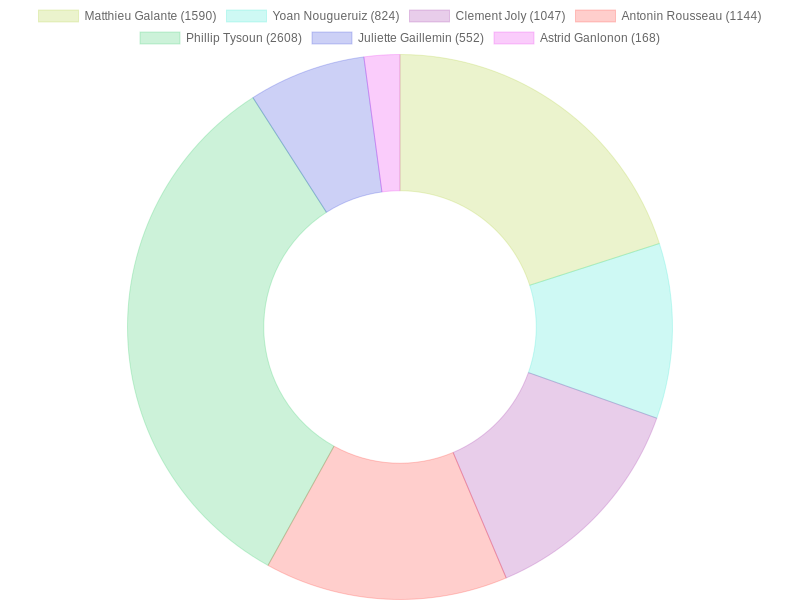 Matthieu Galante (1590) Yoan Nougueruiz (824) Clement Joly (1047) Antonin Rousseau (1144)
Phillip Tysoun (2608) Juliette Gaillemin (552) Astrid Ganlonon (168)